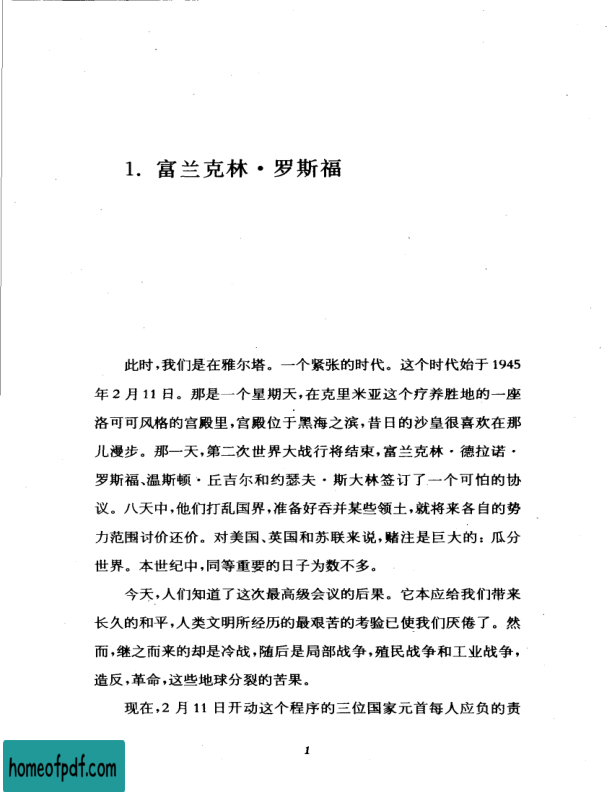 1. 富兰克林·罗斯福
此时,我们是在雅尔塔。一个紧张的时代。这个时代始于1945
年2月11日。那是一个星期天,在克里米亚这个疗养胜地的一座
洛可可风格的宫殿里,宫殿位于黑海之滨,昔日的沙皇很喜欢在那
儿漫步。那一天,第二次世界大战行将结束,富兰克林·德拉诺·
罗斯福、温斯顿·丘吉尔和约瑟夫·斯大林签订了一个可怕的协
议。八天中,他们打乱国界,准备好吞并某些领土,就将来各自的势
力范围讨价还价。对美国、英国和苏联来说,赌注是巨大的:瓜分
世界。本世纪中,同等重要的日子为数不多。
今天,人们知道了这次最高级会议的后果。它本应给我们带来
长久的和平,人类文明所经历的最艰苦的考验已使我们厌倦了。然
而,继之而来的却是冷战,随后是局部战争,殖民战争和工业战争,
造反,革命,这些地球分裂的苦果。
现在,2月11日开动这个程序的三位国家元首每人应负的责
1
homeofpdf.com